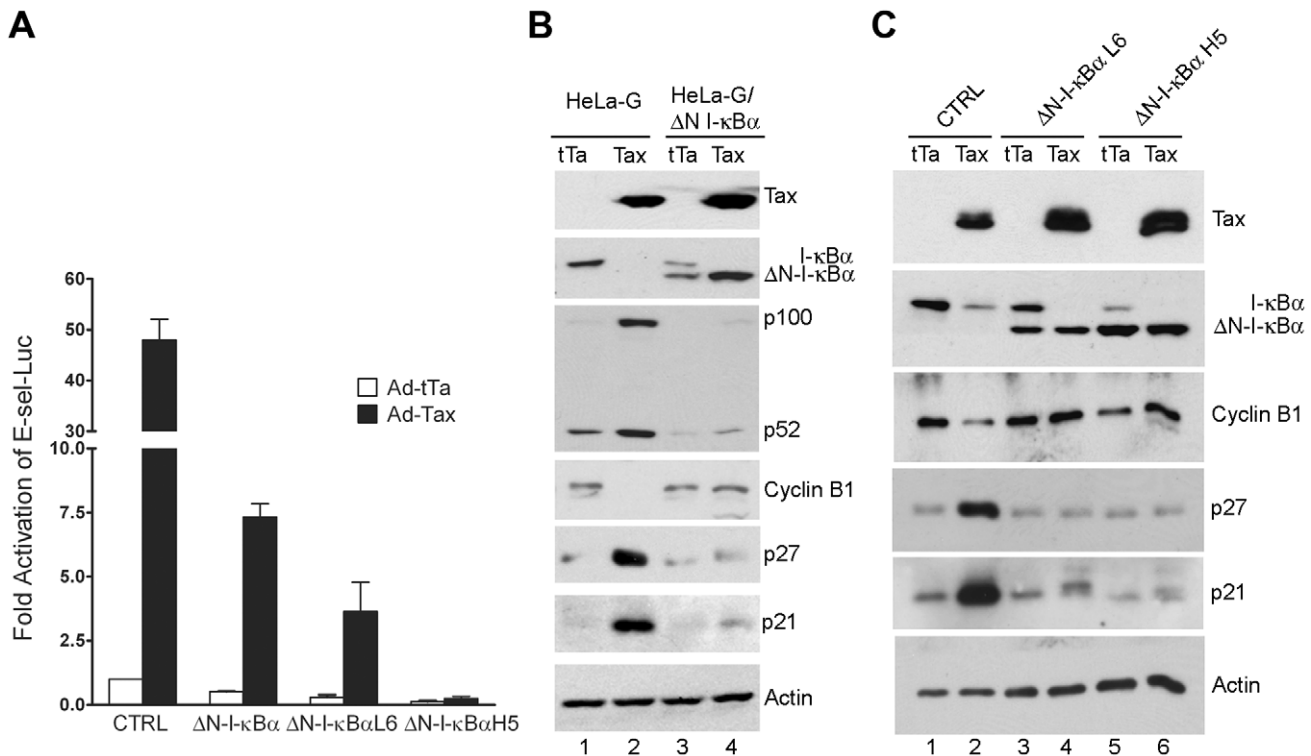 A
Fold Activation of E-sel-Luc
60
50
40
30
10.0
7.5
5.0
2.5
0.0
Ad-tTa
Ad-Tax
CTRL
ΔN-I-κBα
ΔN-I-κBαL6
ΔN-I-κBαH5
B
HeLa-G
HeLa-G/
ΔN I-κBα
tTa Tax tTa Tax
Tax
I-κBα
ΔN-I-κBα
p100
p52
Cyclin B1
p27
p21
Actin
1 2 3 4
C
CTRL
ΔN-I-κBα L6
ΔN-I-κBα H5
tTa Tax tTa Tax tTa Tax
Tax
I-κBα
ΔN-I-κBα
Cyclin B1
p27
p21
Actin
1 2 3 4 5 6